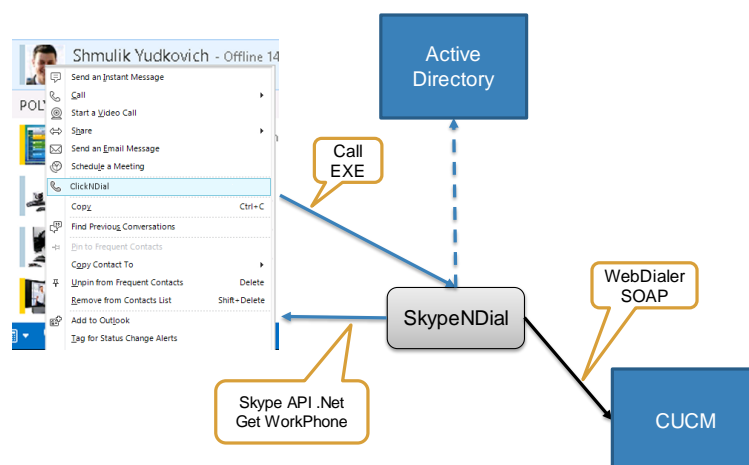 Shmulik Yudkovich - Offline 14
Send an Instant Message
Call
Start a Video Call
Share
Send an Email Message
Schedule a Meeting
ClickNDial
Copy Ctrl+C
Find Previous Conversations
Pin to Frequent Contacts
Copy Contact To
Unpin from Frequent Contacts Delete
Remove from Contacts List Shift+Delete
Add to Outlook
Tag for Status Change Alerts
Active
Directory
Call
EXE
SkypeNDial
WebDialer
SOAP
Skype API .Net
Get WorkPhone
CUCM